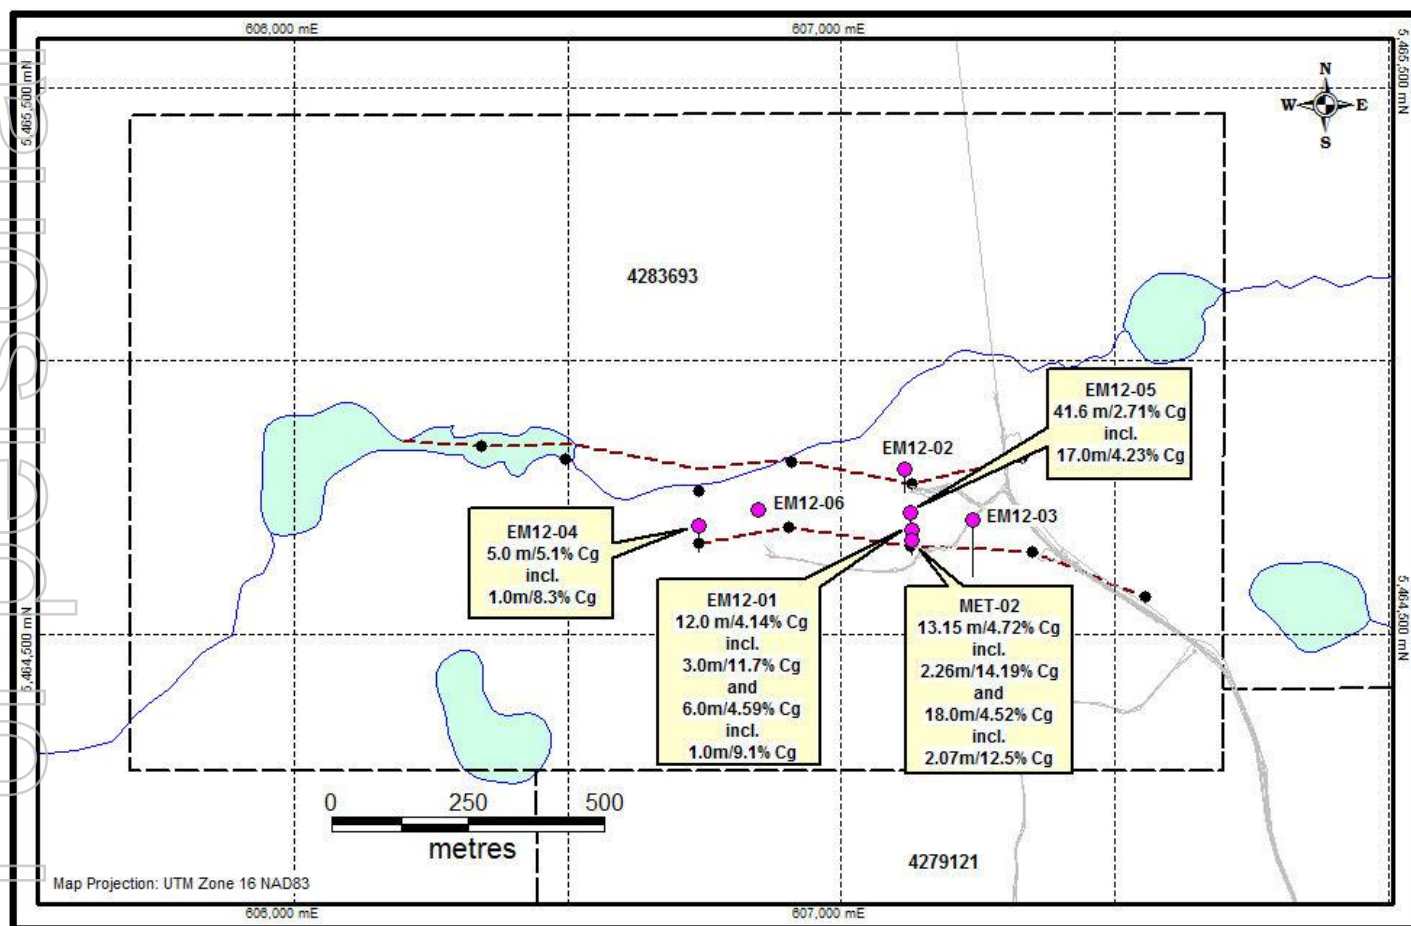 606,000 mE
607,000 mE
5,465,500 mN
5,465,500 mN
N
W
E
S
4283693
EM12-05
41.6 m/2.71% Cg
incl.
17.0m/4.23% Cg
EM12-02
EM12-06
EM12-03
EM12-04
5.0 m/5.1% Cg
incl.
1.0m/8.3% Cg
EM12-01
12.0 m/4.14% Cg
incl.
3.0m/11.7% Cg
and
6.0m/4.59% Cg
incl.
1.0m/9.1% Cg
MET-02
13.15 m/4.72% Cg
incl.
2.26m/14.19% Cg
and
18.0m/4.52% Cg
incl.
2.07m/12.5% Cg
5,464,500 mN
5,464,500 mN
0 250 500
metres
4279121
Map Projection: UTM Zone 16 NAD83
606,000 mE
607,000 mE